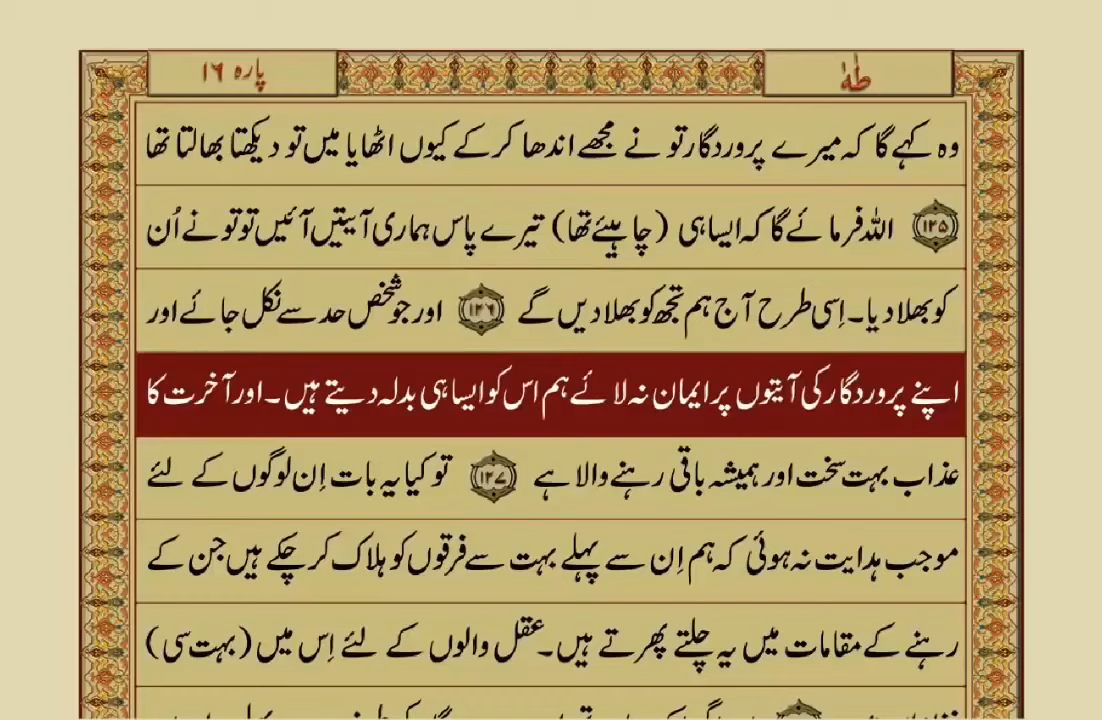 طٰہٰ
پارہ ۱۶
وہ کہے گا کہ میرے پروردگار تو نے مجھے اندھا کر کے کیوں اٹھایا میں تو دیکھتا بھالتا تھا
۱۲۵ اللہ فرمائے گا کہ ایسا ہی (چاہیئے تھا) تیرے پاس ہماری آیتیں آئیں تو تو نے اُن
کو بھلا دیا۔ اِسی طرح آج ہم تجھ کو بھلا دیں گے ۱۲۶ اور جو شخص حد سے نکل جائے اور
اپنے پروردگار کی آیتوں پر ایمان نہ لائے ہم اس کو ایسا ہی بدلہ دیتے ہیں۔ اور آخرت کا
عذاب بہت سخت اور ہمیشہ باقی رہنے والا ہے ۱۲۷ تو کیا یہ بات اِن لوگوں کے لئے
موجب ہدایت نہ ہوئی کہ ہم اِن سے پہلے بہت سے فرقوں کو ہلاک کر چکے ہیں جن کے
رہنے کے مقامات میں یہ چلتے پھرتے ہیں۔ عقل والوں کے لئے اِس میں (بہت سی)